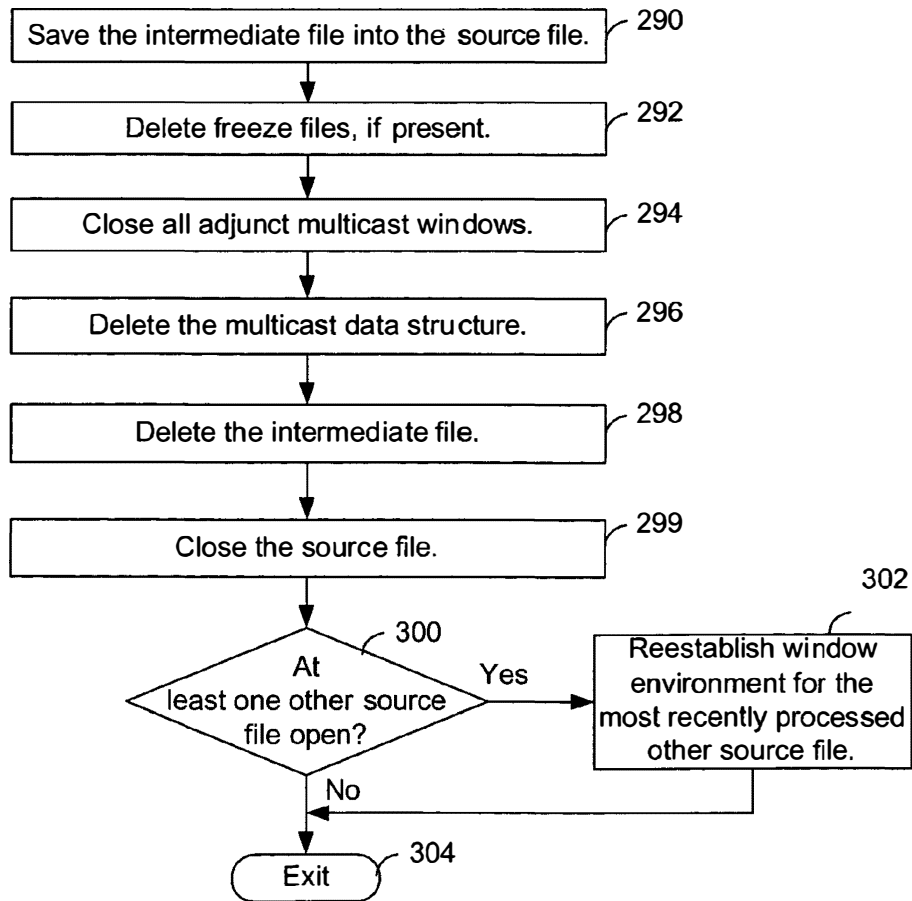 Save the intermediate file into the source file.
290
Delete freeze files, if present.
292
Close all adjunct multicast windows.
294
Delete the multicast data structure.
296
Delete the intermediate file.
298
Close the source file.
299
302
300
At
least one other source
file open?
Yes
Reestablish window
environment for the
most recently processed
other source file.
No
Exit
304